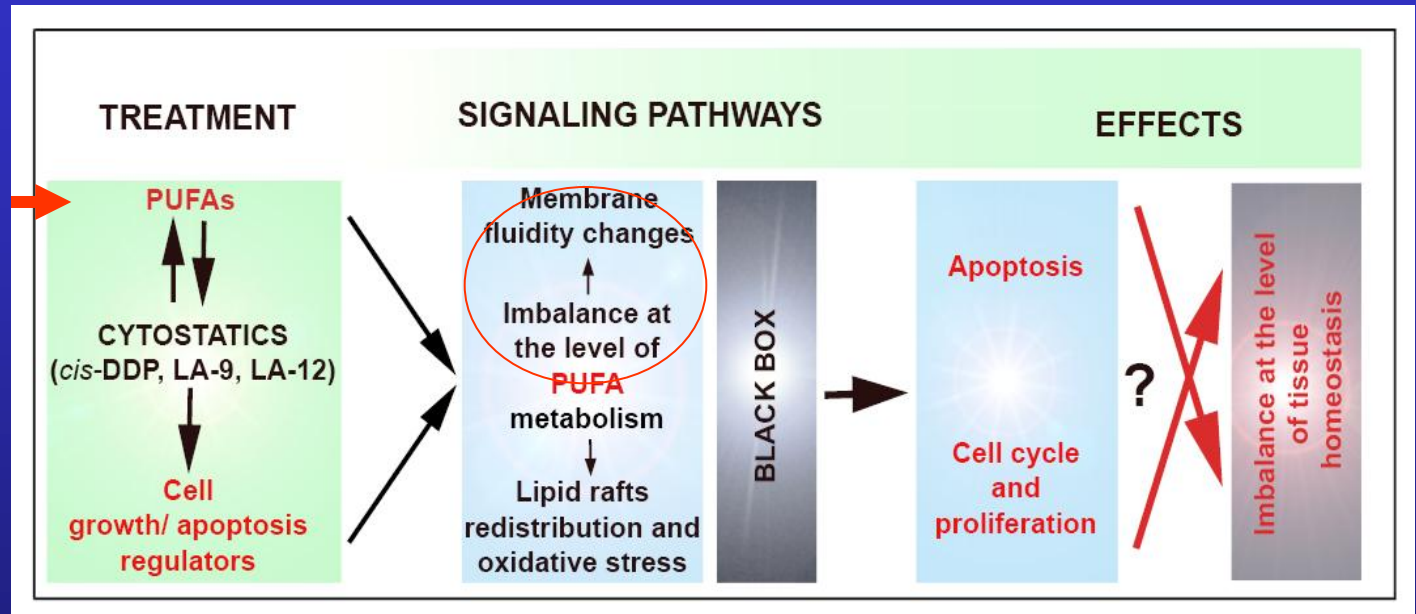 TREATMENT
SIGNALING PATHWAYS
EFFECTS
PUFAs
CYTOSTATICS
(cis-DDP, LA-9, LA-12)
Cell
growth/ apoptosis
regulators
Membrane
fluidity changes
Imbalance at
the level of
PUFA
metabolism
Lipid rafts
redistribution and
oxidative stress
BLACK BOX
Apoptosis
Cell cycle
and
proliferation
?
Imbalance at the level
of tissue
homeostasis